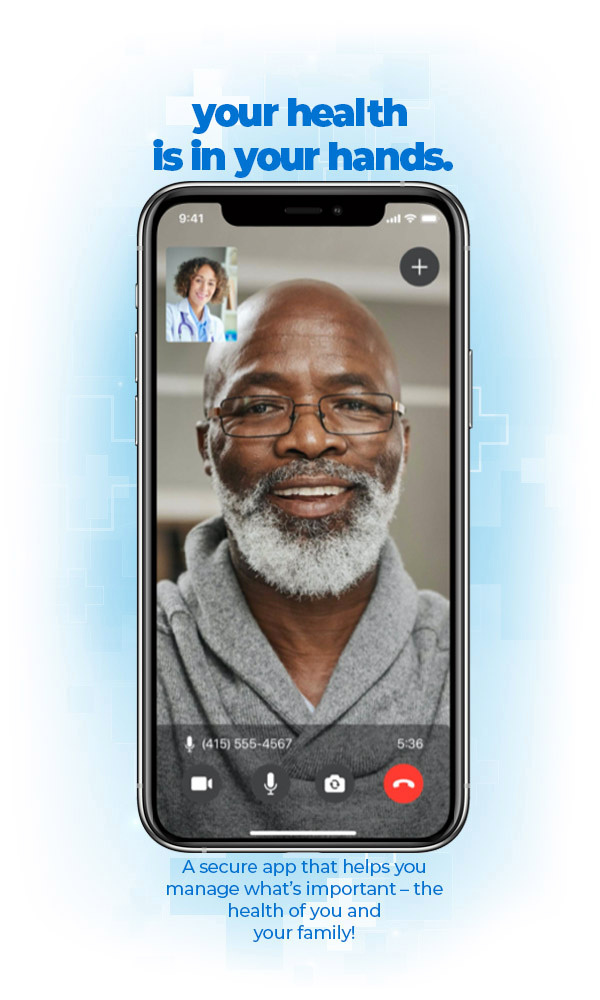 your health
is in your hands.
9:41
(415) 555-4567 5:36
A secure app that helps you
manage what's important – the
health of you and
your family!